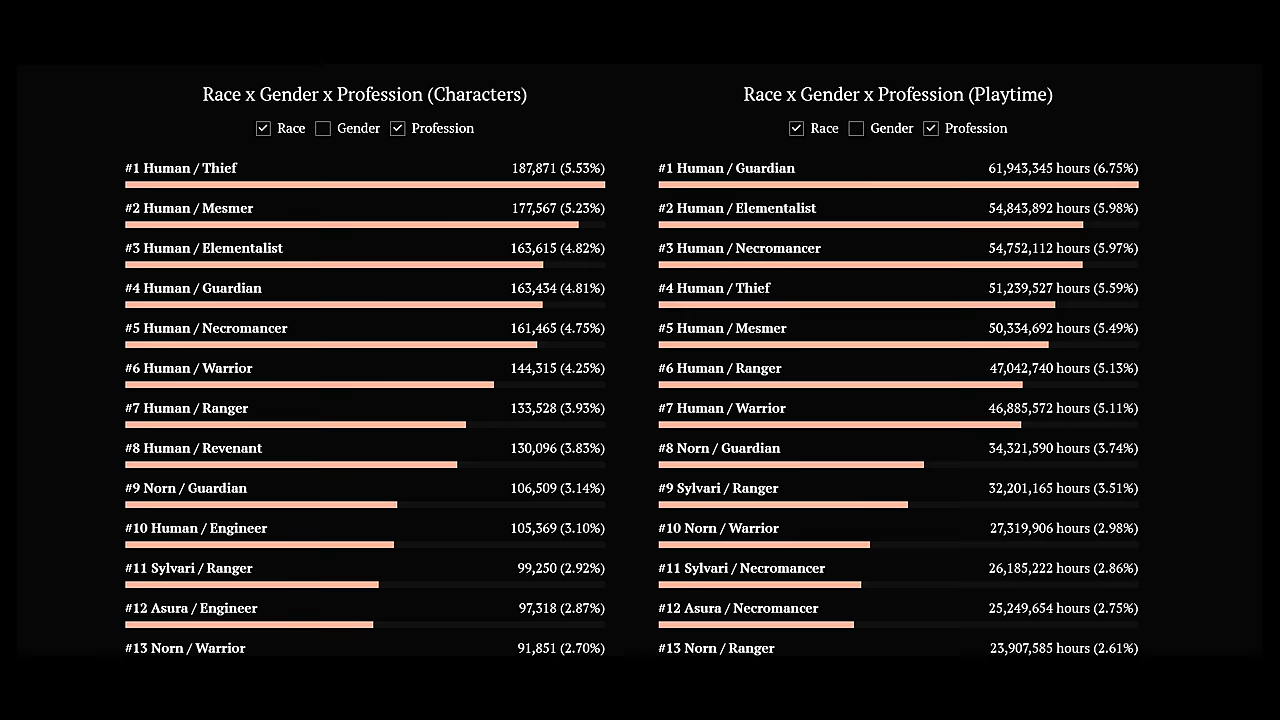 Race x Gender x Profession (Characters)
Race Gender Profession
#1 Human / Thief 187,871 (5.53%)
#2 Human / Mesmer 177,567 (5.23%)
#3 Human / Elementalist 163,615 (4.82%)
#4 Human / Guardian 163,434 (4.81%)
#5 Human / Necromancer 161,465 (4.75%)
#6 Human / Warrior 144,315 (4.25%)
#7 Human / Ranger 133,528 (3.93%)
#8 Human / Revenant 130,096 (3.83%)
#9 Norn / Guardian 106,509 (3.14%)
#10 Human / Engineer 105,369 (3.10%)
#11 Sylvari / Ranger 99,250 (2.92%)
#12 Asura / Engineer 97,318 (2.87%)
#13 Norn / Warrior 91,851 (2.70%)
Race x Gender x Profession (Playtime)
Race Gender Profession
#1 Human / Guardian 61,943,345 hours (6.75%)
#2 Human / Elementalist 54,843,892 hours (5.98%)
#3 Human / Necromancer 54,752,112 hours (5.97%)
#4 Human / Thief 51,239,527 hours (5.59%)
#5 Human / Mesmer 50,334,692 hours (5.49%)
#6 Human / Ranger 47,042,740 hours (5.13%)
#7 Human / Warrior 46,885,572 hours (5.11%)
#8 Norn / Guardian 34,321,590 hours (3.74%)
#9 Sylvari / Ranger 32,201,165 hours (3.51%)
#10 Norn / Warrior 27,319,906 hours (2.98%)
#11 Sylvari / Necromancer 26,185,222 hours (2.86%)
#12 Asura / Necromancer 25,249,654 hours (2.75%)
#13 Norn / Ranger 23,907,585 hours (2.61%)